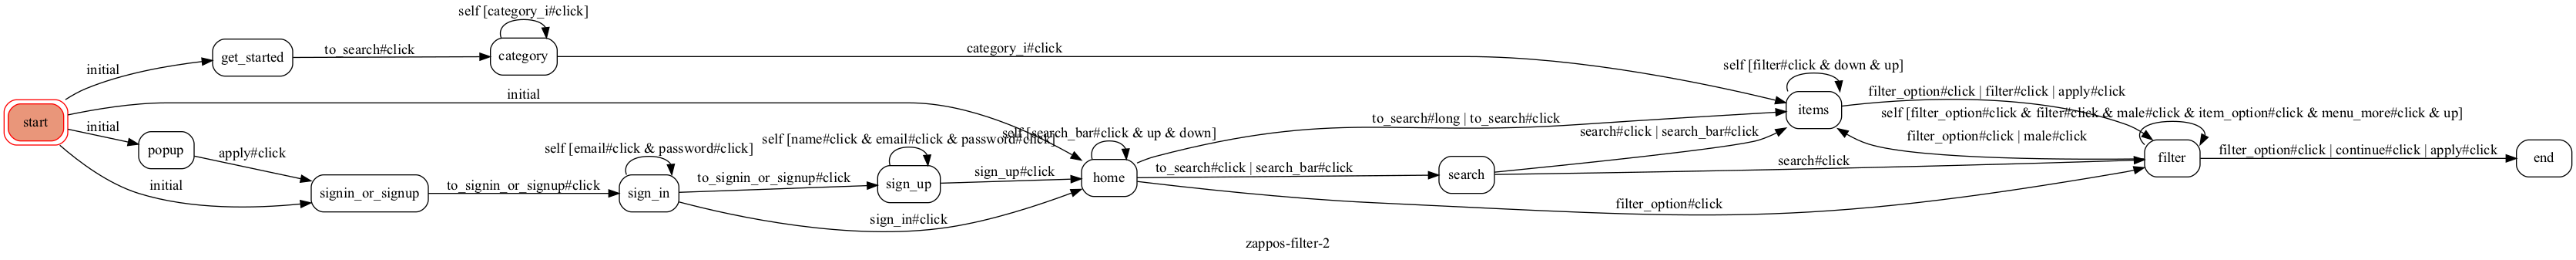 self [category_i#click]
get_started
to_search#click
category
category_i#click
initial
self [filter#click & down & up]
initial
items
filter_option#click | filter#click | apply#click
start
initial
to_search#long | to_search#click
self [filter_option#click & filter#click & male#click & item_option#click & menu_more#click & up]
popup
apply#click
self [email#click & password#click]
self [name#click & email#click & password#click]
self [search_bar#click & up & down]
search#click | search_bar#click
filter_option#click | male#click
initial
signin_or_signup
to_signin_or_signup#click
sign_in
to_signin_or_signup#click
sign_up
sign_up#click
home
to_search#click | search_bar#click
search
search#click
filter
filter_option#click | continue#click | apply#click
end
sign_in#click
filter_option#click
zappos-filter-2